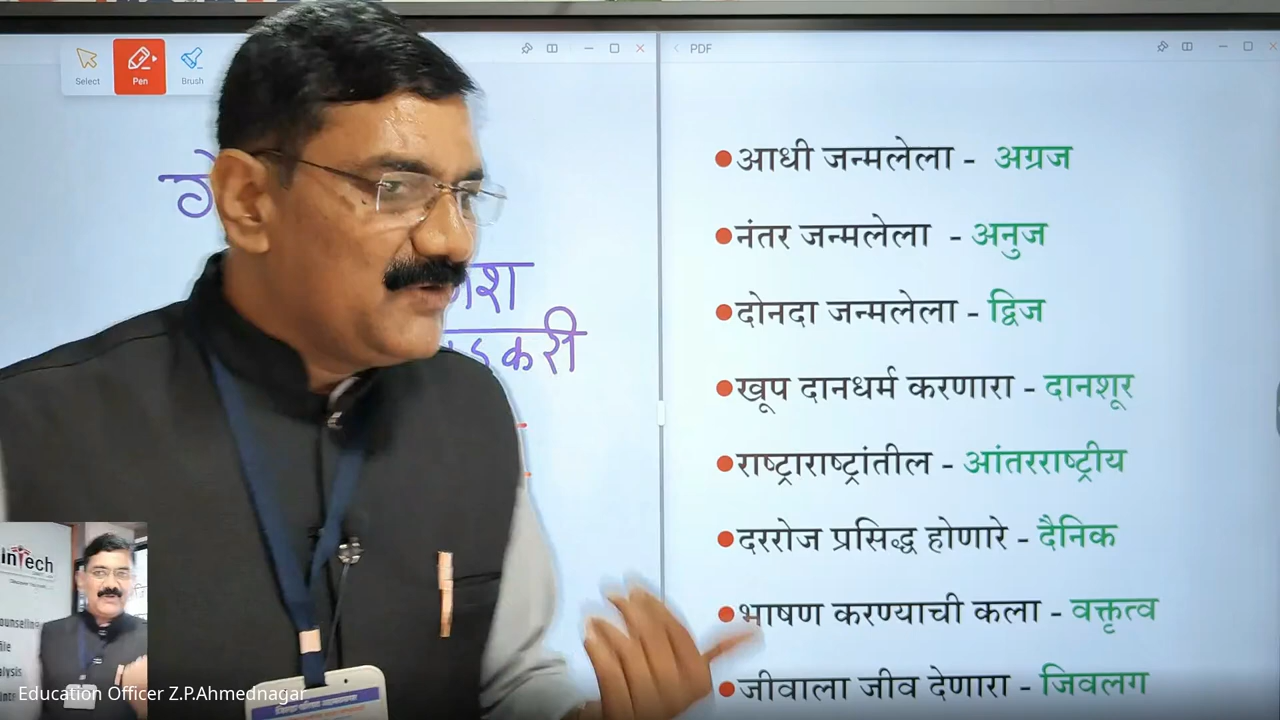 Select
Pen
Brush
PDF
आधी जन्मलेला - अग्रज
नंतर जन्मलेला - अनुज
दोनदा जन्मलेला - द्विज
खूप दानधर्म करणारा - दानशूर
राष्ट्राराष्ट्रांतील - आंतरराष्ट्रीय
दररोज प्रसिद्ध होणारे - दैनिक
भाषण करण्याची कला - वक्तृत्व
जीवाला जीव देणारा - जिवलग
Education Officer Z.P.Ahmednagar